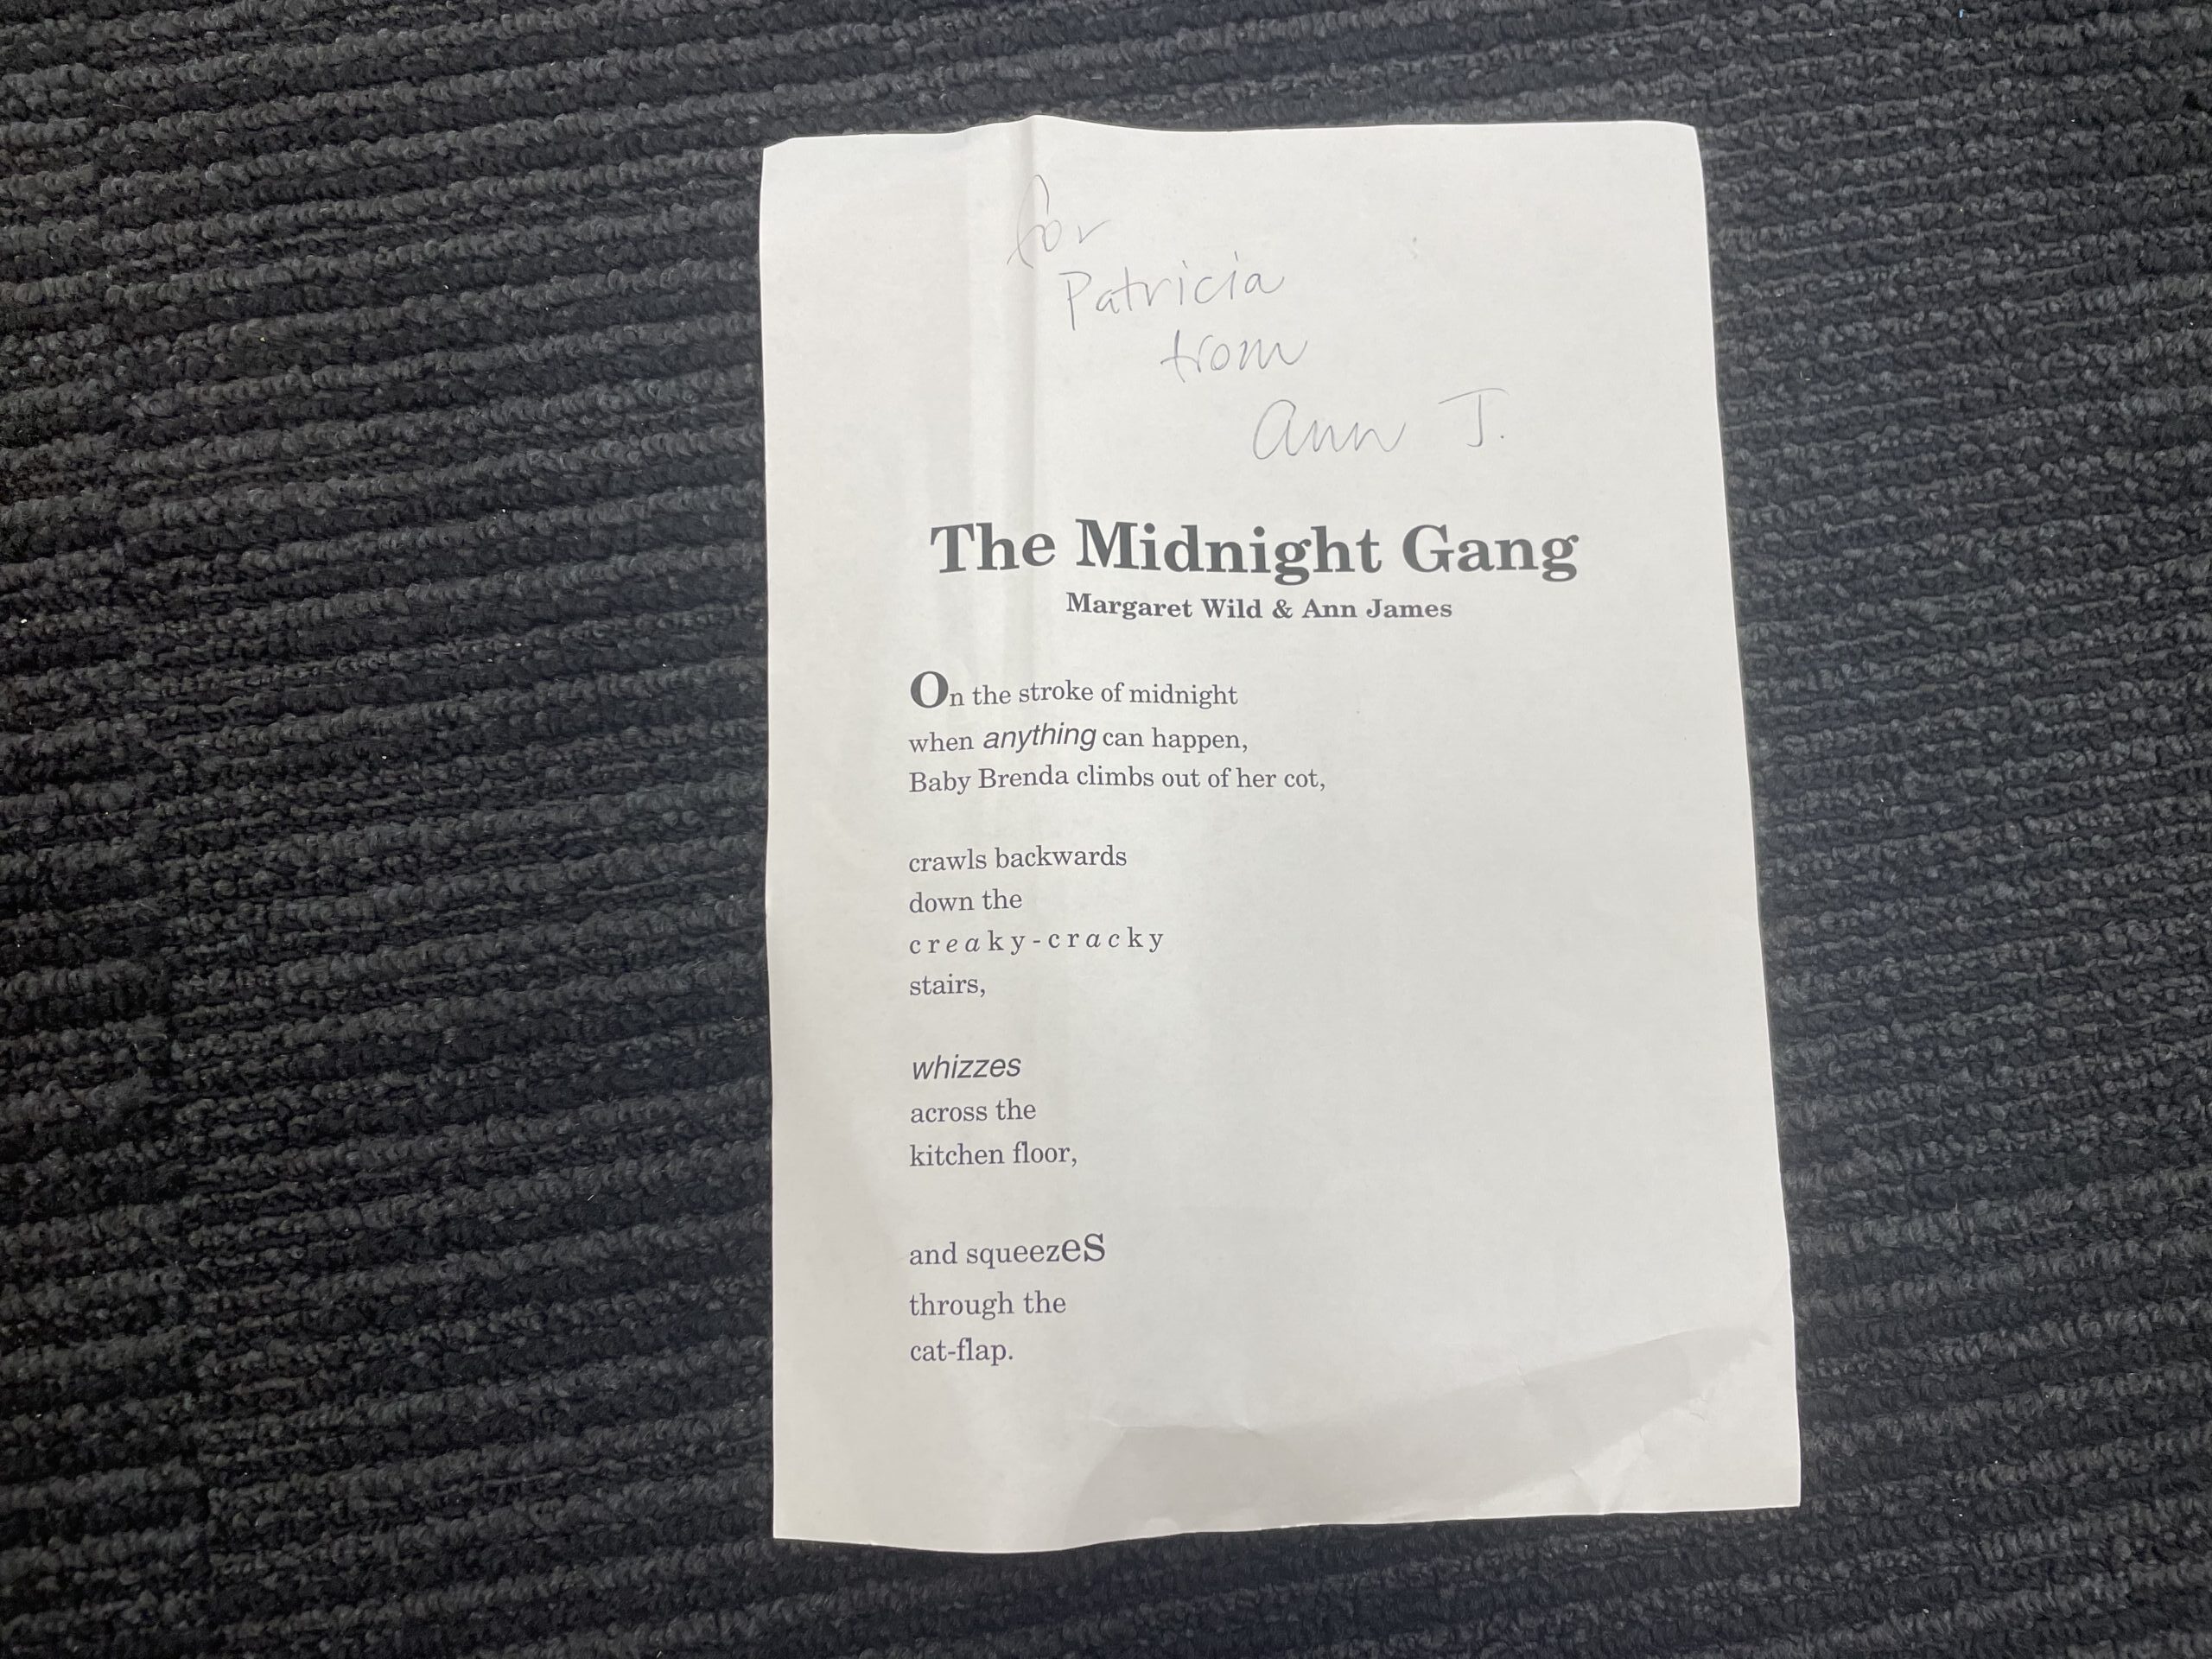 for
Patricia
from
Ann J.
The Midnight Gang
Margaret Wild & Ann James
On the stroke of midnight
when anything can happen,
Baby Brenda climbs out of her cot,
crawls backwards
down the
creaky-cracky
stairs,
whizzes
across the
kitchen floor,
and squeezes
through the
cat-flap.